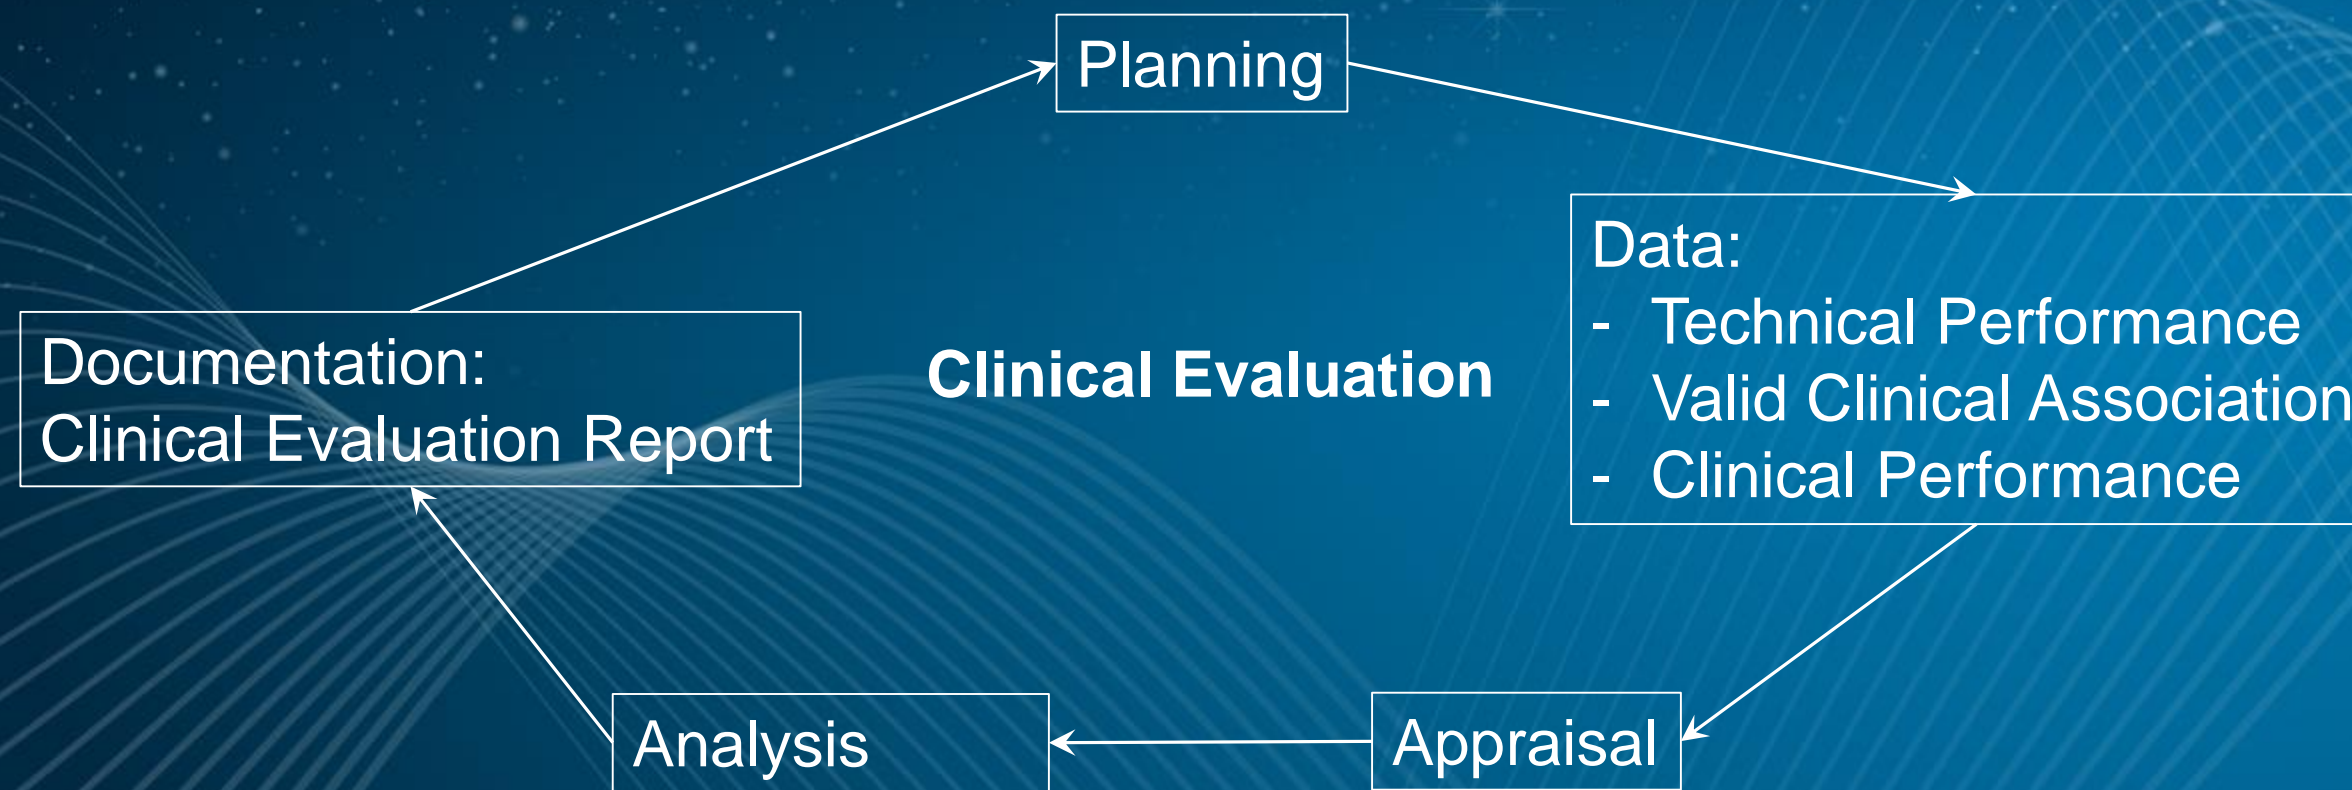 Planning
Data:
- Technical Performance
- Valid Clinical Association
- Clinical Performance
Clinical Evaluation
Documentation:
Clinical Evaluation Report
Analysis
Appraisal